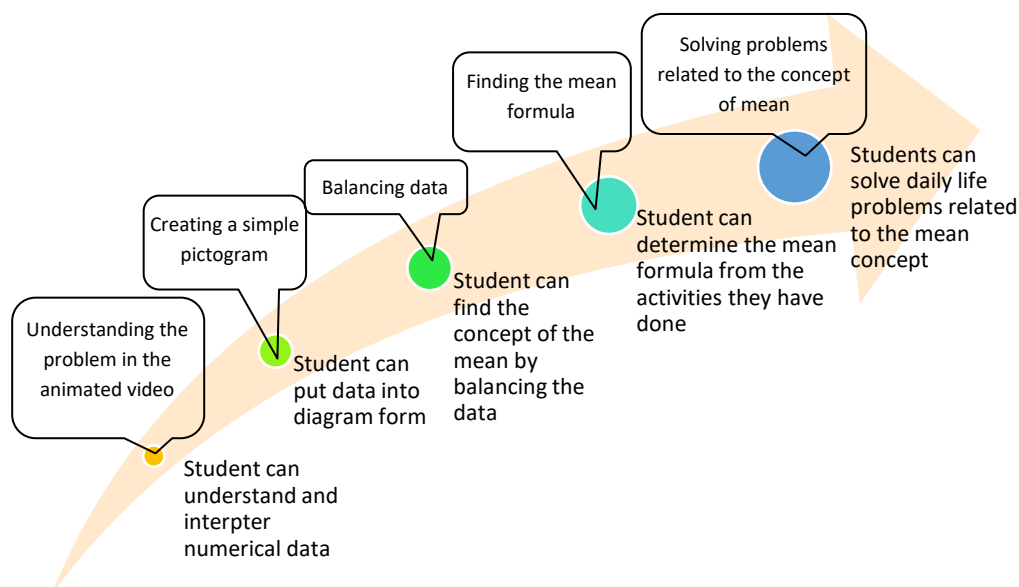 Understanding the
problem in the
animated video
Student can
understand and
interpter
numerical data
Creating a simple
pictogram
Student can
put data into
diagram form
Balancing data
Student can
find the
concept of the
mean by
balancing the
data
Finding the mean
formula
Student can
determine the mean
formula from the
activities they have
done
Solving problems
related to the concept
of mean
Students can
solve daily life
problems related
to the mean
concept